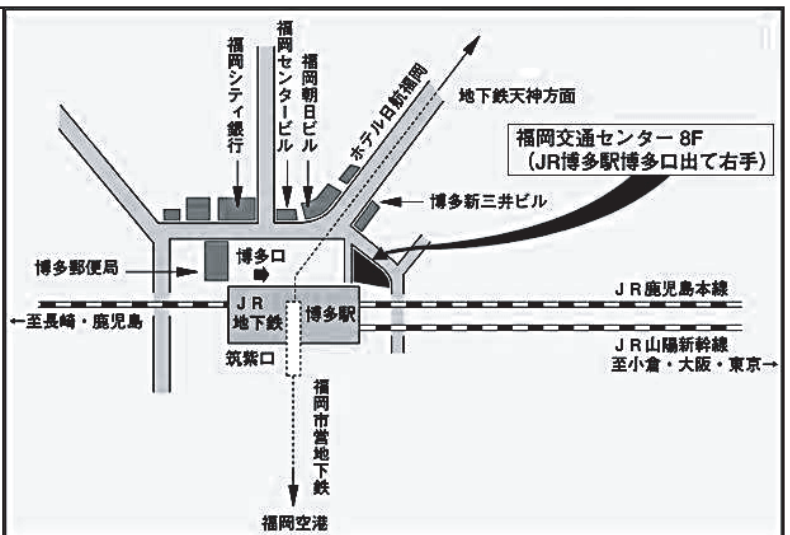 福岡シティ銀行
福岡センタービル
福岡朝日ビル
ホテル日航福岡
地下鉄天神方面
福岡交通センター 8F
（JR博多駅博多口出て右手）
博多新三井ビル
博多郵便局
博多口
JR鹿児島本線
JR
地下鉄
博多駅
←至長崎・鹿児島
筑紫口
JR山陽新幹線
至小倉・大阪・東京→
福岡市営地下鉄
福岡空港